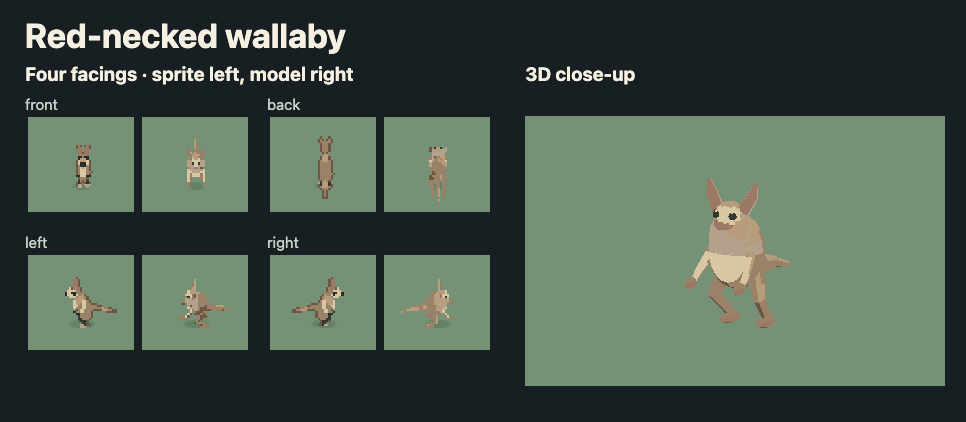 Red-necked wallaby
Four facings · sprite left, model right
3D close-up
front
back
left
right